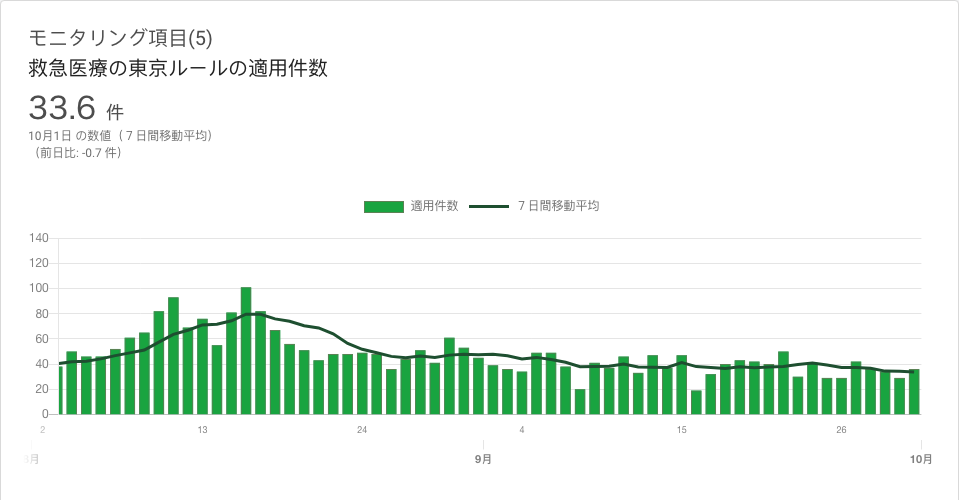 モニタリング項目(5)
救急医療の東京ルールの適用件数
33.6 件
10月1日 の数値（７日間移動平均）
（前日比: -0.7 件）
適用件数 ７日間移動平均
140
120
100
80
60
40
20
0
2 13 24 4 15 26
8月 9月 10月